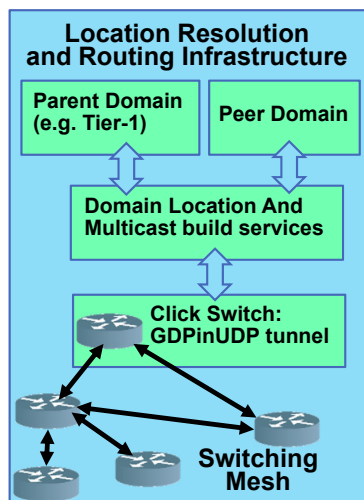 Location Resolution
and Routing Infrastructure
Parent Domain
(e.g. Tier-1)
Peer Domain
Domain Location And
Multicast build services
Click Switch:
GDPinUDP tunnel
Switching
Mesh